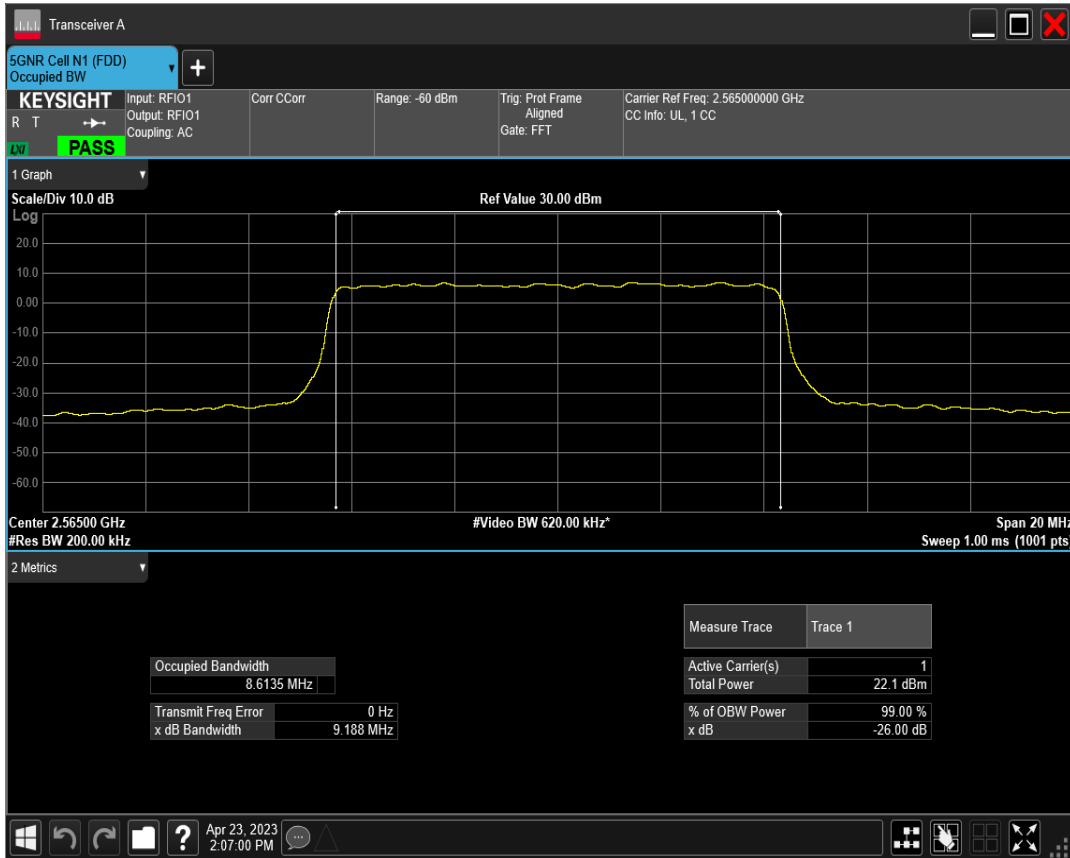 Transceiver A
5GNR Cell N1 (FDD)
Occupied BW
+
KEYSIGHT
R T
LXI
PASS
Input: RFIO1
Output: RFIO1
Coupling: AC
Corr CCorr
Range: -60 dBm
Trig: Prot Frame
Aligned
Gate: FFT
Carrier Ref Freq: 2.565000000 GHz
CC Info: UL, 1 CC
1 Graph
Scale/Div 10.0 dB
Ref Value 30.00 dBm
Log
20.0
10.0
0.00
-10.0
-20.0
-30.0
-40.0
-50.0
-60.0
Center 2.56500 GHz
#Video BW 620.00 kHz*
Span 20 MHz
#Res BW 200.00 kHz
Sweep 1.00 ms (1001 pts)
2 Metrics
Measure Trace Trace 1
Occupied Bandwidth
8.6135 MHz
Transmit Freq Error 0 Hz
x dB Bandwidth 9.188 MHz
Active Carrier(s) 1
Total Power 22.1 dBm
% of OBW Power 99.00 %
x dB -26.00 dB
?
Apr 23, 2023
2:07:00 PM